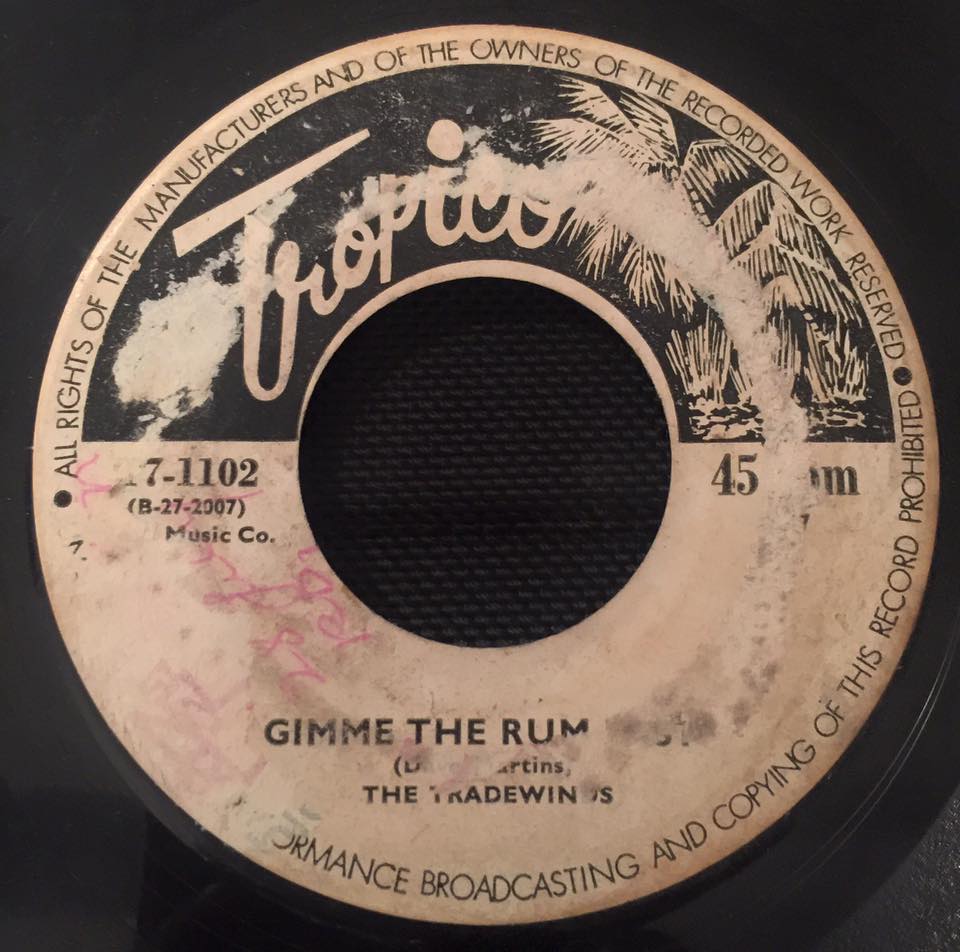 ALL RIGHTS OF THE MANUFACTURERS AND OF THE OWNERS OF THE RECORDED WORK RESERVED
Tropico
7-1102
45
(B-27-2007)
Music Co.
GIMME THE RUM
THE TRADEWINDS
BROADCASTING AND COPYING OF THIS RECORD PROHIBITED